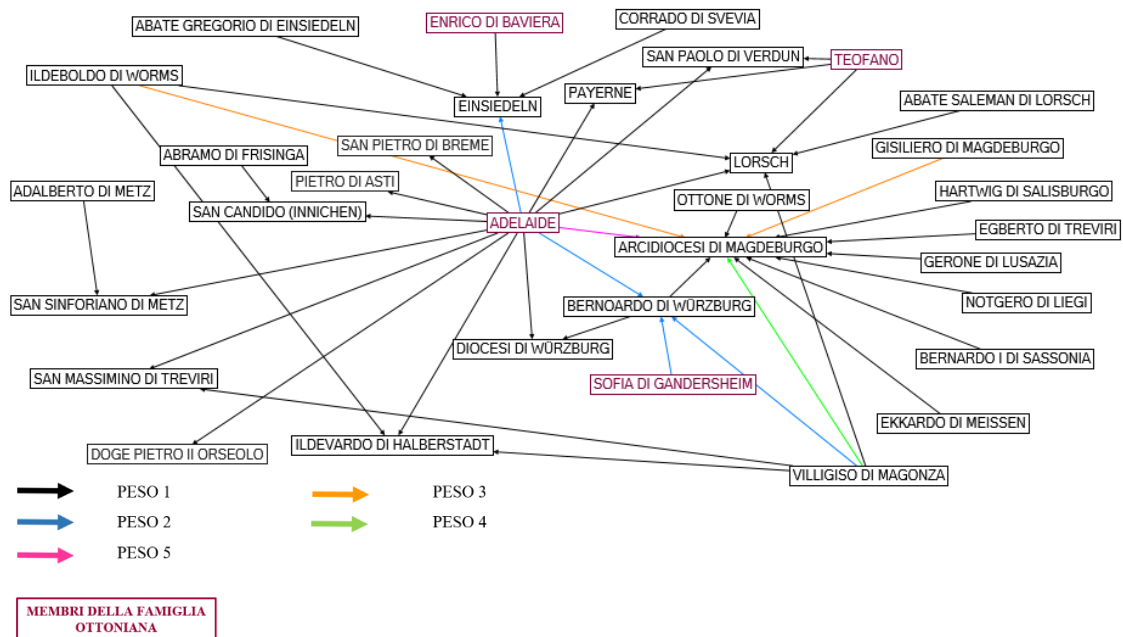 ABATE GREGORIO DI EINSIEDELN
ENRICO DI BAVIERA
CORRADO DI SVEVIA
SAN PAOLO DI VERDUN
TEOFANO
ILDEBOLDO DI WORMS
PAYERNE
EINSIEDELN
ABATE SALEMAN DI LORSCH
SAN PIETRO DI BREME
GISILIERO DI MAGDEBURGO
ABRAMO DI FRISINGA
LORSCH
PIETRO DI ASTI
ADALBERTO DI METZ
HARTWIG DI SALISBURGO
OTTONE DI WORMS
SAN CANDIDO (INNICHEN)
ADELAIDE
EGBERTO DI TREVIRI
ARCIDIOCESI DI MAGDEBURGO
GERONE DI LUSAZIA
SAN SINFORIANO DI METZ
BERNOARDO DI WÜRZBURG
NOTGERO DI LIEGI
DIOCESI DI WÜRZBURG
BERNARDO I DI SASSONIA
SAN MASSIMINO DI TREVIRI
SOFIA DI GANDERSHEIM
EKKARDO DI MEISSEN
ILDEVARDO DI HALBERSTADT
DOGE PIETRO II ORSEOLO
VILLIGISO DI MAGONZA
PESO 1
PESO 3
PESO 2
PESO 4
PESO 5
MEMBRI DELLA FAMIGLIA
OTTONIANA